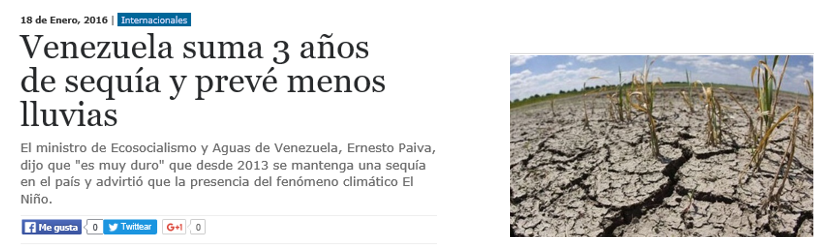 18 de Enero, 2016 | Internacionales
Venezuela suma 3 años
de sequía y prevé menos
lluvias
El ministro de Ecosocialismo y Aguas de Venezuela, Ernesto Paiva,
dijo que "es muy duro" que desde 2013 se mantenga una sequía
en el país y advirtió que la presencia del fenómeno climático El
Niño.
Me gusta 0 Twittear G+1 0